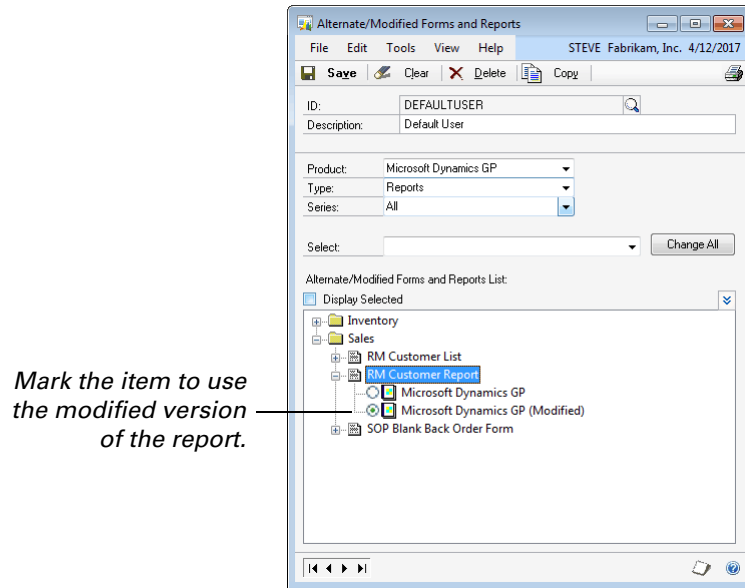 Alternate/Modified Forms and Reports
File Edit Tools View Help STEVE Fabrikam, Inc. 4/12/2017
Save Clear Delete Copy
ID: DEFAULTUSER
Description: Default User
Product: Microsoft Dynamics GP
Type: Reports
Series: All
Select: Change All
Alternate/Modified Forms and Reports List:
Display Selected
Inventory
Sales
RM Customer List
RM Customer Report
Microsoft Dynamics GP
Microsoft Dynamics GP (Modified)
SOP Blank Back Order Form
Mark the item to use
the modified version
of the report.